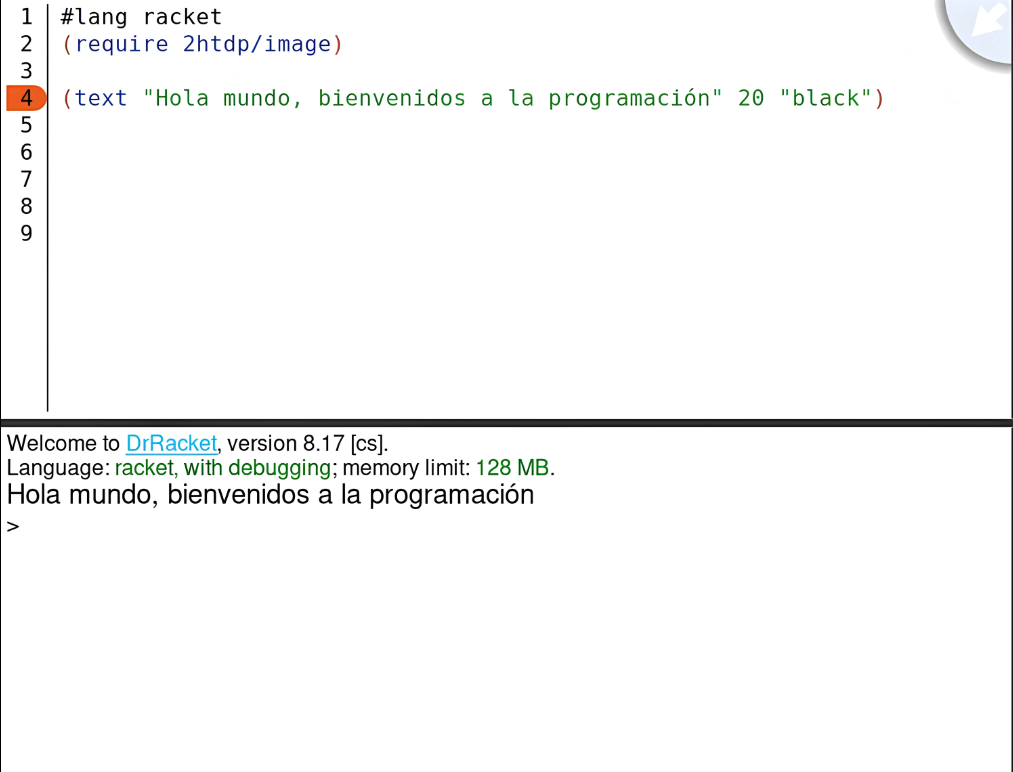 1 #lang racket
2 (require 2htdp/image)
3
4 (text "Hola mundo, bienvenidos a la programación" 20 "black")
5
6
7
8
9
Welcome to DrRacket, version 8.17 [cs].
Language: racket, with debugging; memory limit: 128 MB.
Hola mundo, bienvenidos a la programación
>